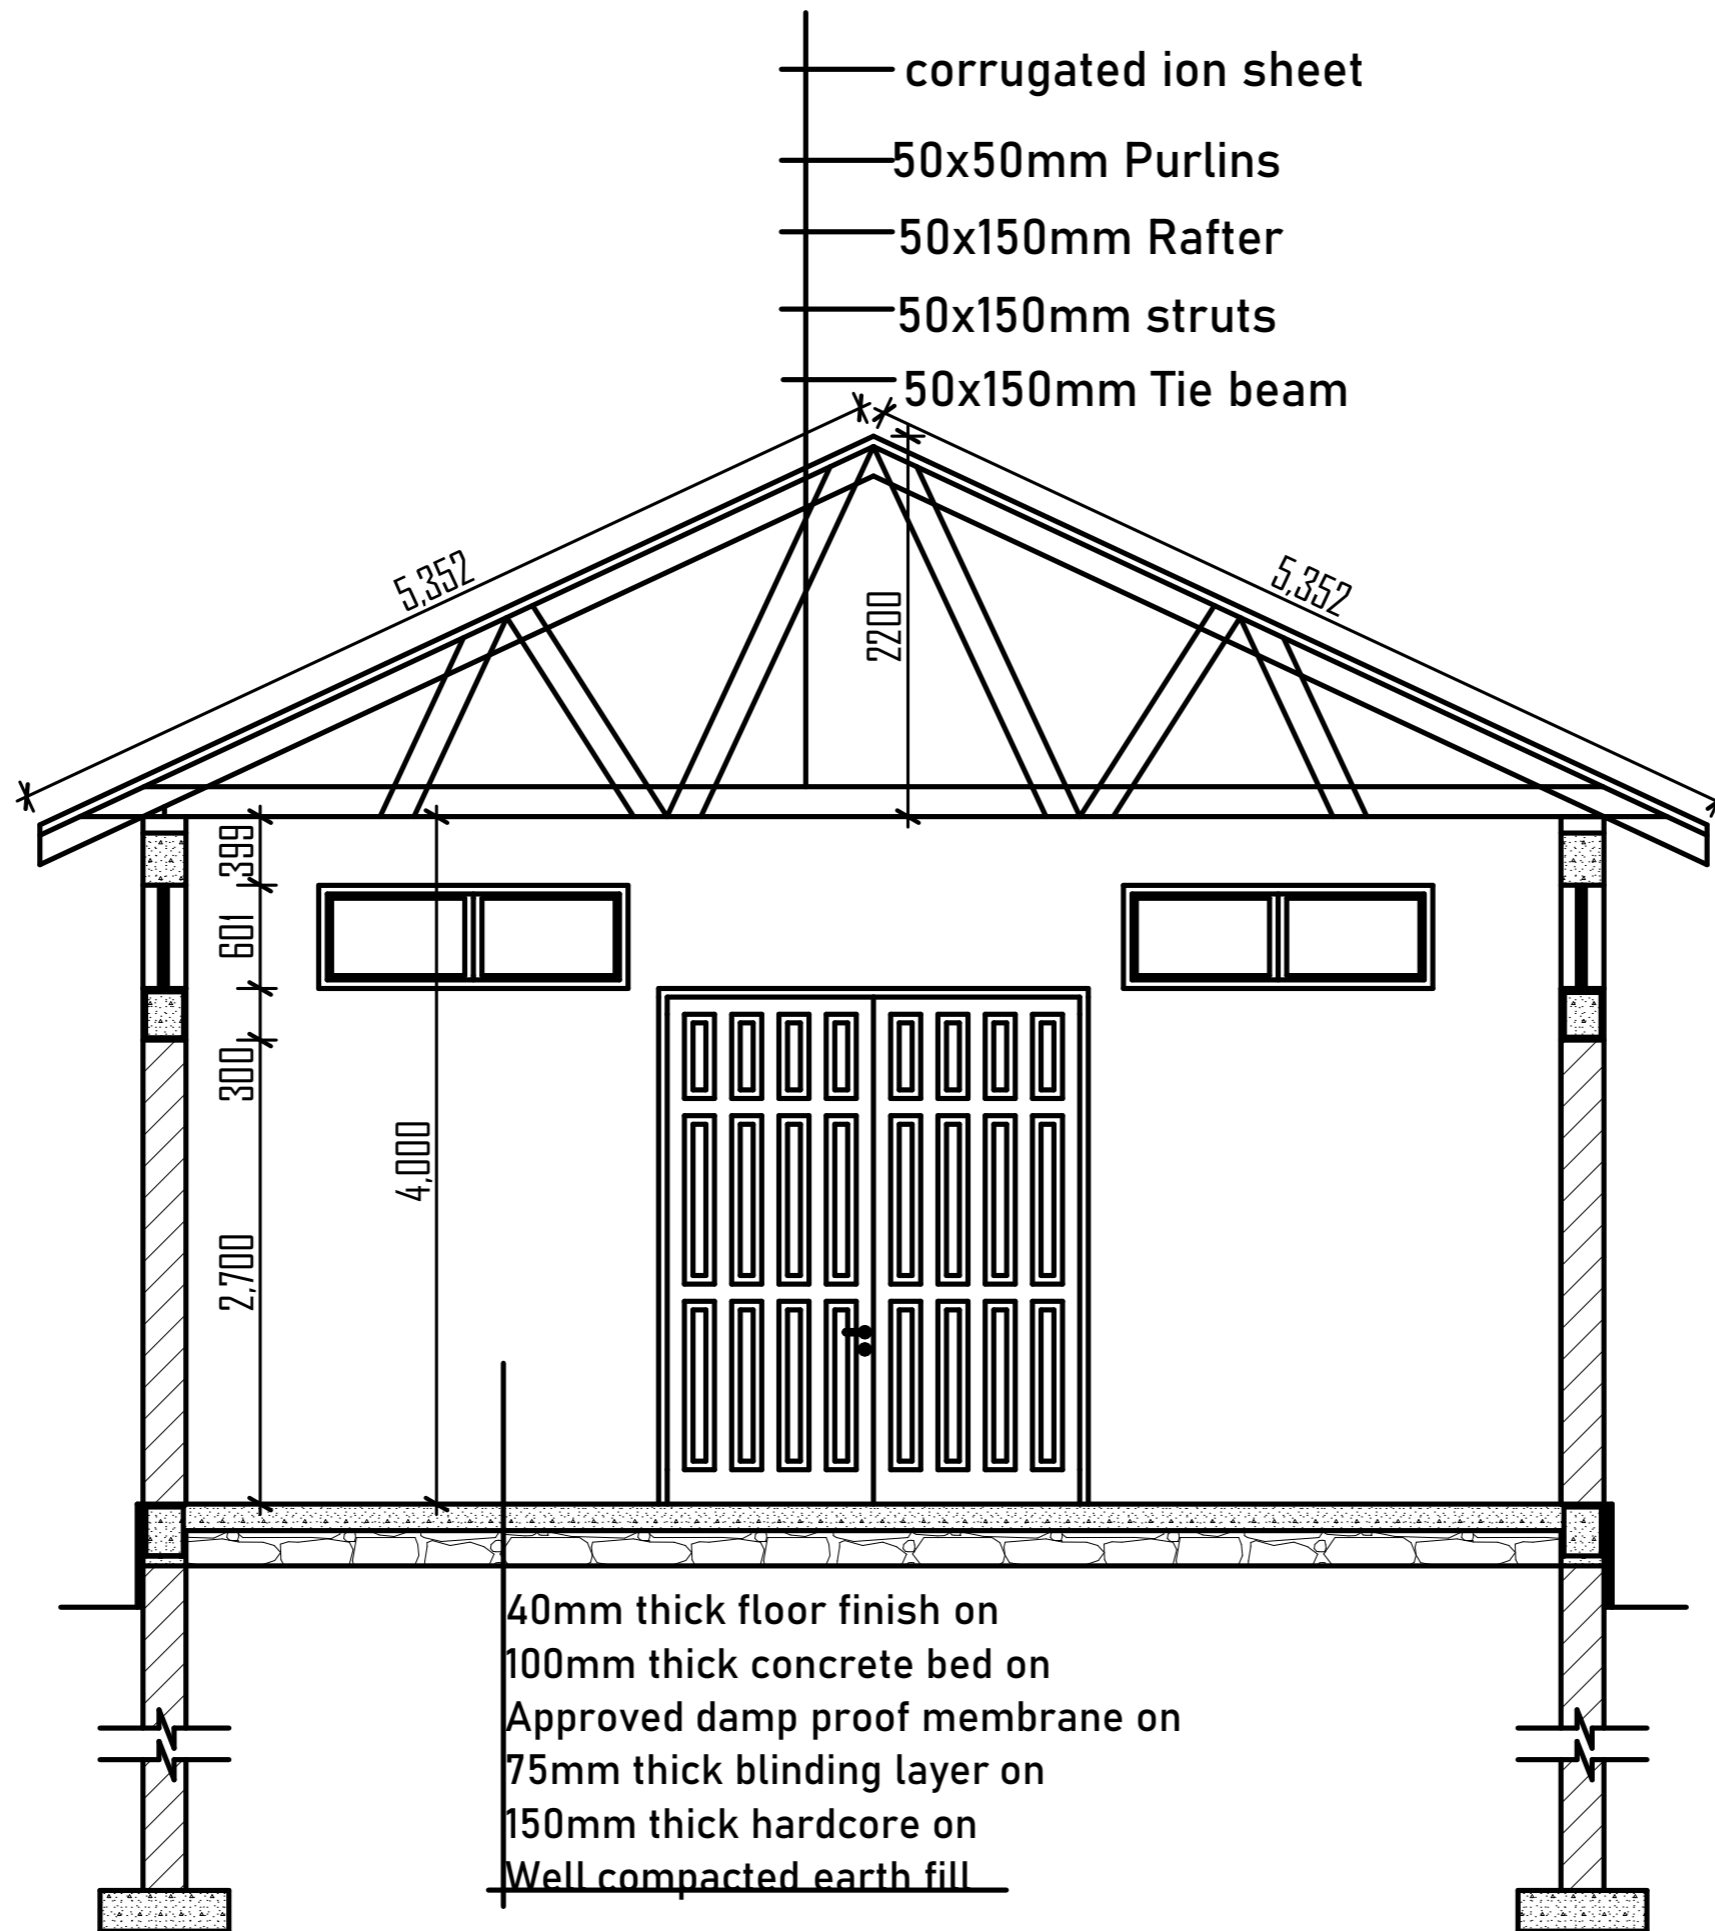 corrugated ion sheet
50x50mm Purlins
50x150mm Rafter
50x150mm struts
50x150mm Tie beam
5,352
5,352
2200
399
601
300
4,000
2,700
40mm thick floor finish on
100mm thick concrete bed on
Approved damp proof membrane on
75mm thick blinding layer on
150mm thick hardcore on
Well compacted earth fill